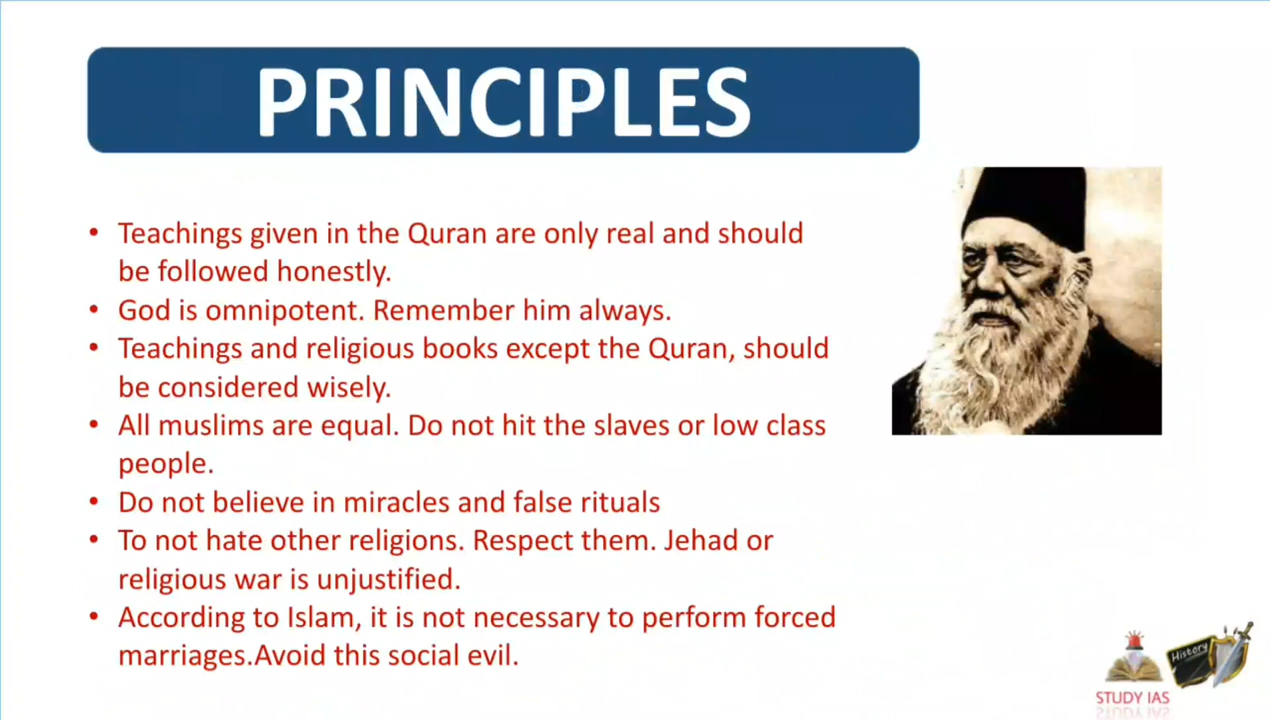 PRINCIPLES
• Teachings given in the Quran are only real and should
be followed honestly.
• God is omnipotent. Remember him always.
• Teachings and religious books except the Quran, should
be considered wisely.
• All muslims are equal. Do not hit the slaves or low class
people.
• Do not believe in miracles and false rituals
• To not hate other religions. Respect them. Jehad or
religious war is unjustified.
• According to Islam, it is not necessary to perform forced
marriages.Avoid this social evil.
History
STUDY IAS